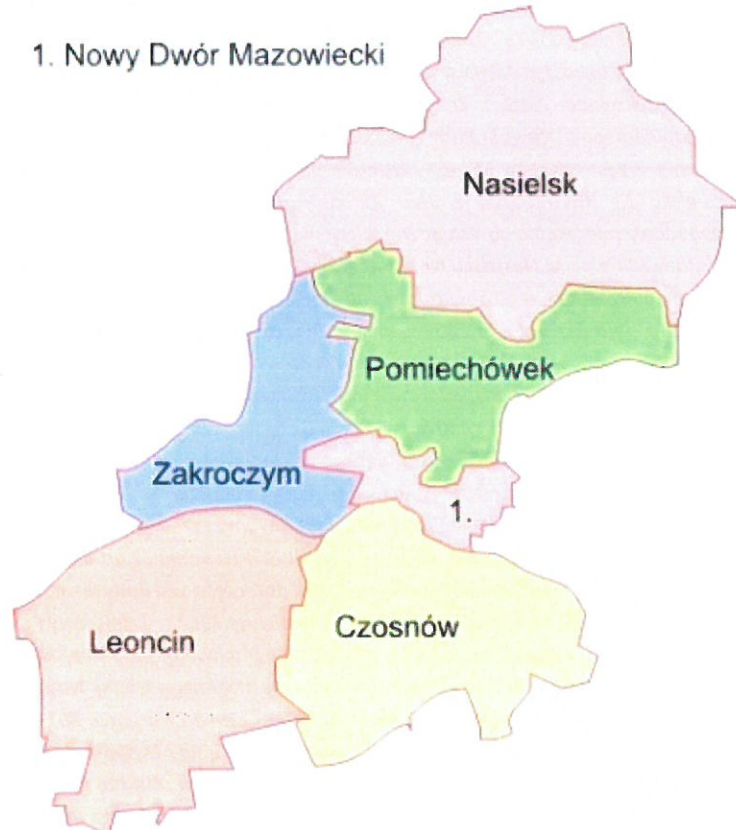 1. Nowy Dwór Mazowiecki
Nasielsk
Pomiechówek
Zakroczym
1.
Czosnów
Leoncin